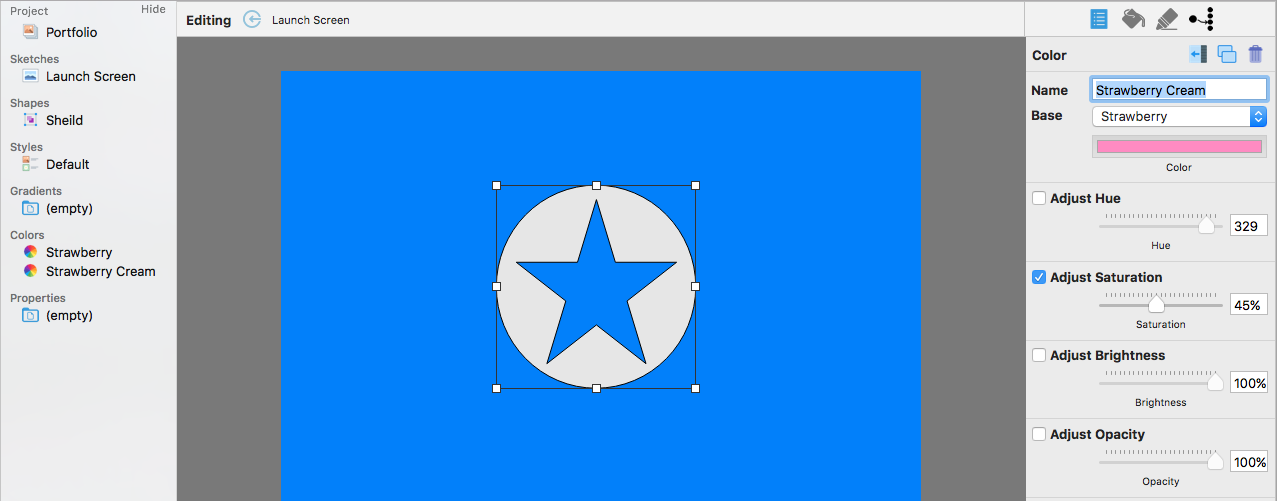 Project Hide
Portfolio
Sketches
Launch Screen
Shapes
Sheild
Styles
Default
Gradients
(empty)
Colors
Strawberry
Strawberry Cream
Properties
(empty)
Editing Launch Screen
Color
Name Strawberry Cream
Base Strawberry
Color
Adjust Hue
329
Hue
Adjust Saturation
45%
Saturation
Adjust Brightness
100%
Brightness
Adjust Opacity
100%
Opacity